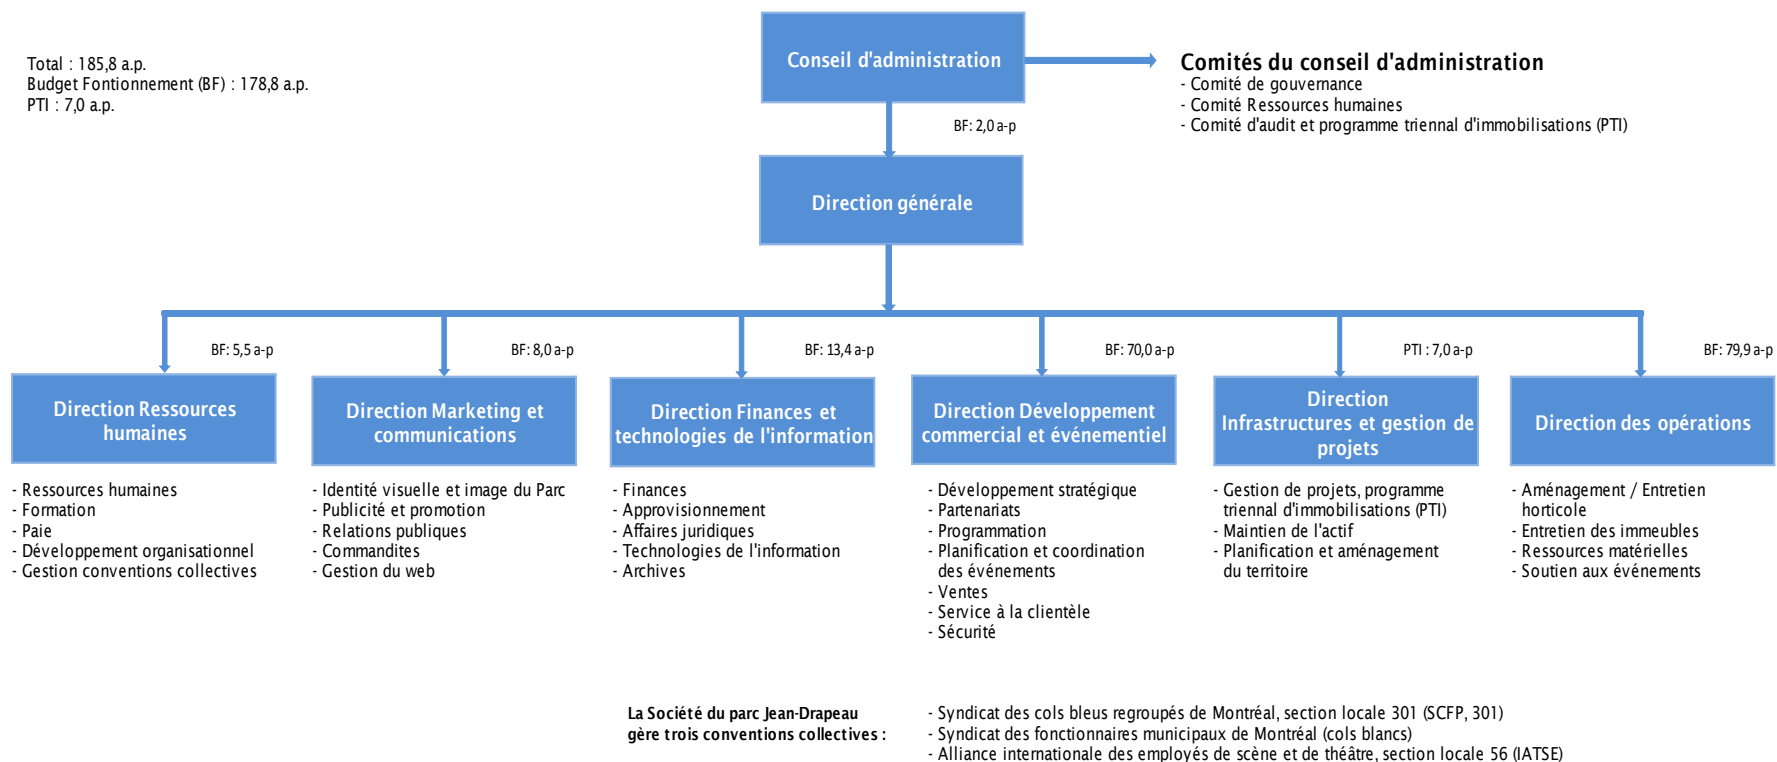 Total : 185,8 a.p.
Budget Fontionnement (BF) : 178,8 a.p.
PTI : 7,0 a.p.
Conseil d'administration
Comités du conseil d'administration
- Comité de gouvernance
- Comité Ressources humaines
- Comité d'audit et programme triennal d'immobilisations (PTI)
BF: 2,0 a-p
Direction générale
BF: 5,5 a-p
Direction Ressources
humaines
- Ressources humaines
- Formation
- Paie
- Développement organisationnel
- Gestion conventions collectives
BF: 8,0 a-p
Direction Marketing et
communications
- Identité visuelle et image du Parc
- Publicité et promotion
- Relations publiques
- Commandites
- Gestion du web
BF: 13,4 a-p
Direction Finances et
technologies de l'information
- Finances
- Approvisionnement
- Affaires juridiques
- Technologies de l'information
- Archives
BF: 70,0 a-p
Direction Développement
commercial et événementiel
- Développement stratégique
- Partenariats
- Programmation
- Planification et coordination
des événements
- Ventes
- Service à la clientèle
- Sécurité
PTI : 7,0 a-p
Direction
Infrastructures et gestion de
projets
- Gestion de projets, programme
triennal d'immobilisations (PTI)
- Maintien de l'actif
- Planification et aménagement
du territoire
BF: 79,9 a-p
Direction des opérations
- Aménagement / Entretien
horticole
- Entretien des immeubles
- Ressources matérielles
- Soutien aux événements
La Société du parc Jean-Drapeau
gère trois conventions collectives :
- Syndicat des cols bleus regroupés de Montréal, section locale 301 (SCFP, 301)
- Syndicat des fonctionnaires municipaux de Montréal (cols blancs)
- Alliance internationale des employés de scène et de théâtre, section locale 56 (IATSE)